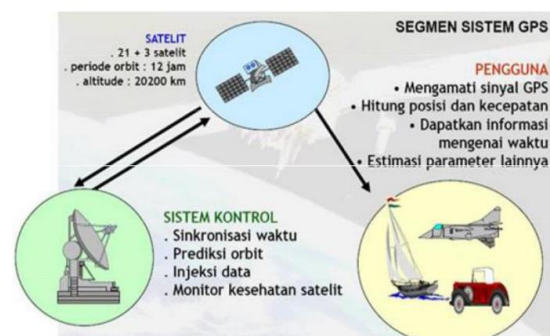 SEGMEN SISTEM GPS
SATELIT
. 21 + 3 satelit
. periode orbit : 12 jam
. altitude : 20200 km
PENGGUNA
• Mengamati sinyal GPS
• Hitung posisi dan kecepatan
• Dapatkan informasi
mengenai waktu
• Estimasi parameter lainnya
SISTEM KONTROL
. Sinkronisasi waktu
. Prediksi orbit
. Injeksi data
. Monitor kesehatan satelit